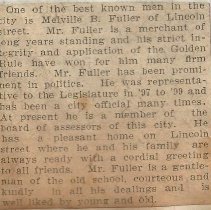 One of the best known men in the
city is Melville B. Fuller of Lincoln
street. Mr. Fuller is a merchant of
long years standing and his strict in-
tegrity and application of the Golden
Rule have won for him many firm
friends. Mr. Fuller has been promi-
nent in politics. He was representa-
tive to the Legislature in '97 to '99 and
has been a city official many times.
At present he is a member of the
board of assessors of this city. He
has a pleasant home on Lincoln
street where he and his family are
always ready with a cordial greeting
to all friends. Mr. Fuller is a gentle-
man of the old school, courteous and
kindly in all his dealings and is
well liked by young and old.